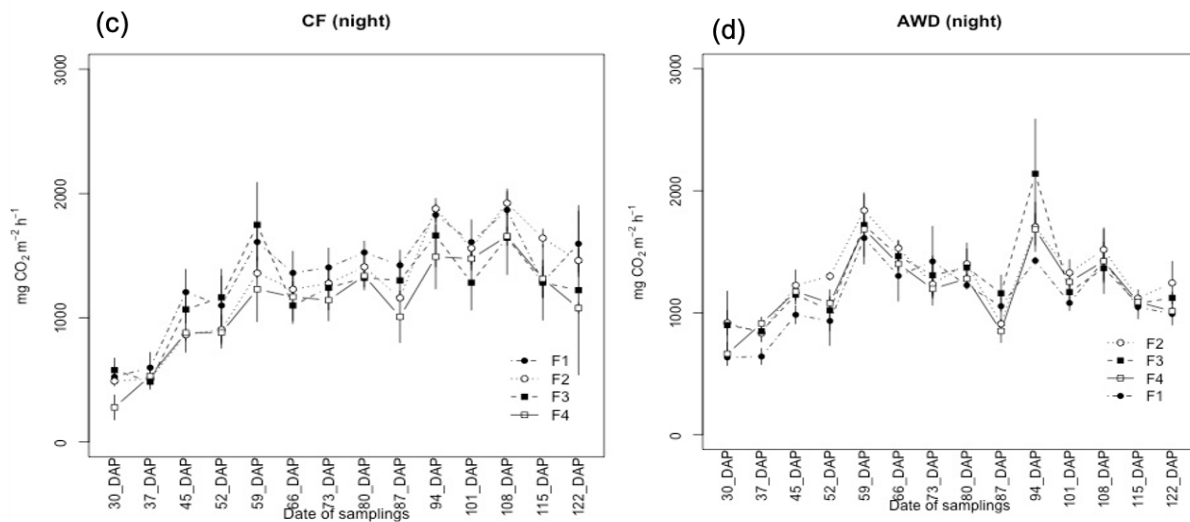 (c)
CF (night)
mg CO2 m−2 h−1
3000
2000
1000
0
F1
F2
F3
F4
30_DAP
37_DAP
45_DAP
52_DAP
59_DAP
66_DAP
73_DAP
80_DAP
87_DAP
94_DAP
101_DAP
108_DAP
115_DAP
122_DAP
Date of samplings
(d)
AWD (night)
mg CO2 m−2 h−1
3000
2000
1000
0
F2
F3
F4
F1
30_DAP
37_DAP
45_DAP
52_DAP
59_DAP
66_DAP
73_DAP
80_DAP
87_DAP
94_DAP
101_DAP
108_DAP
115_DAP
122_DAP
Date of samplings